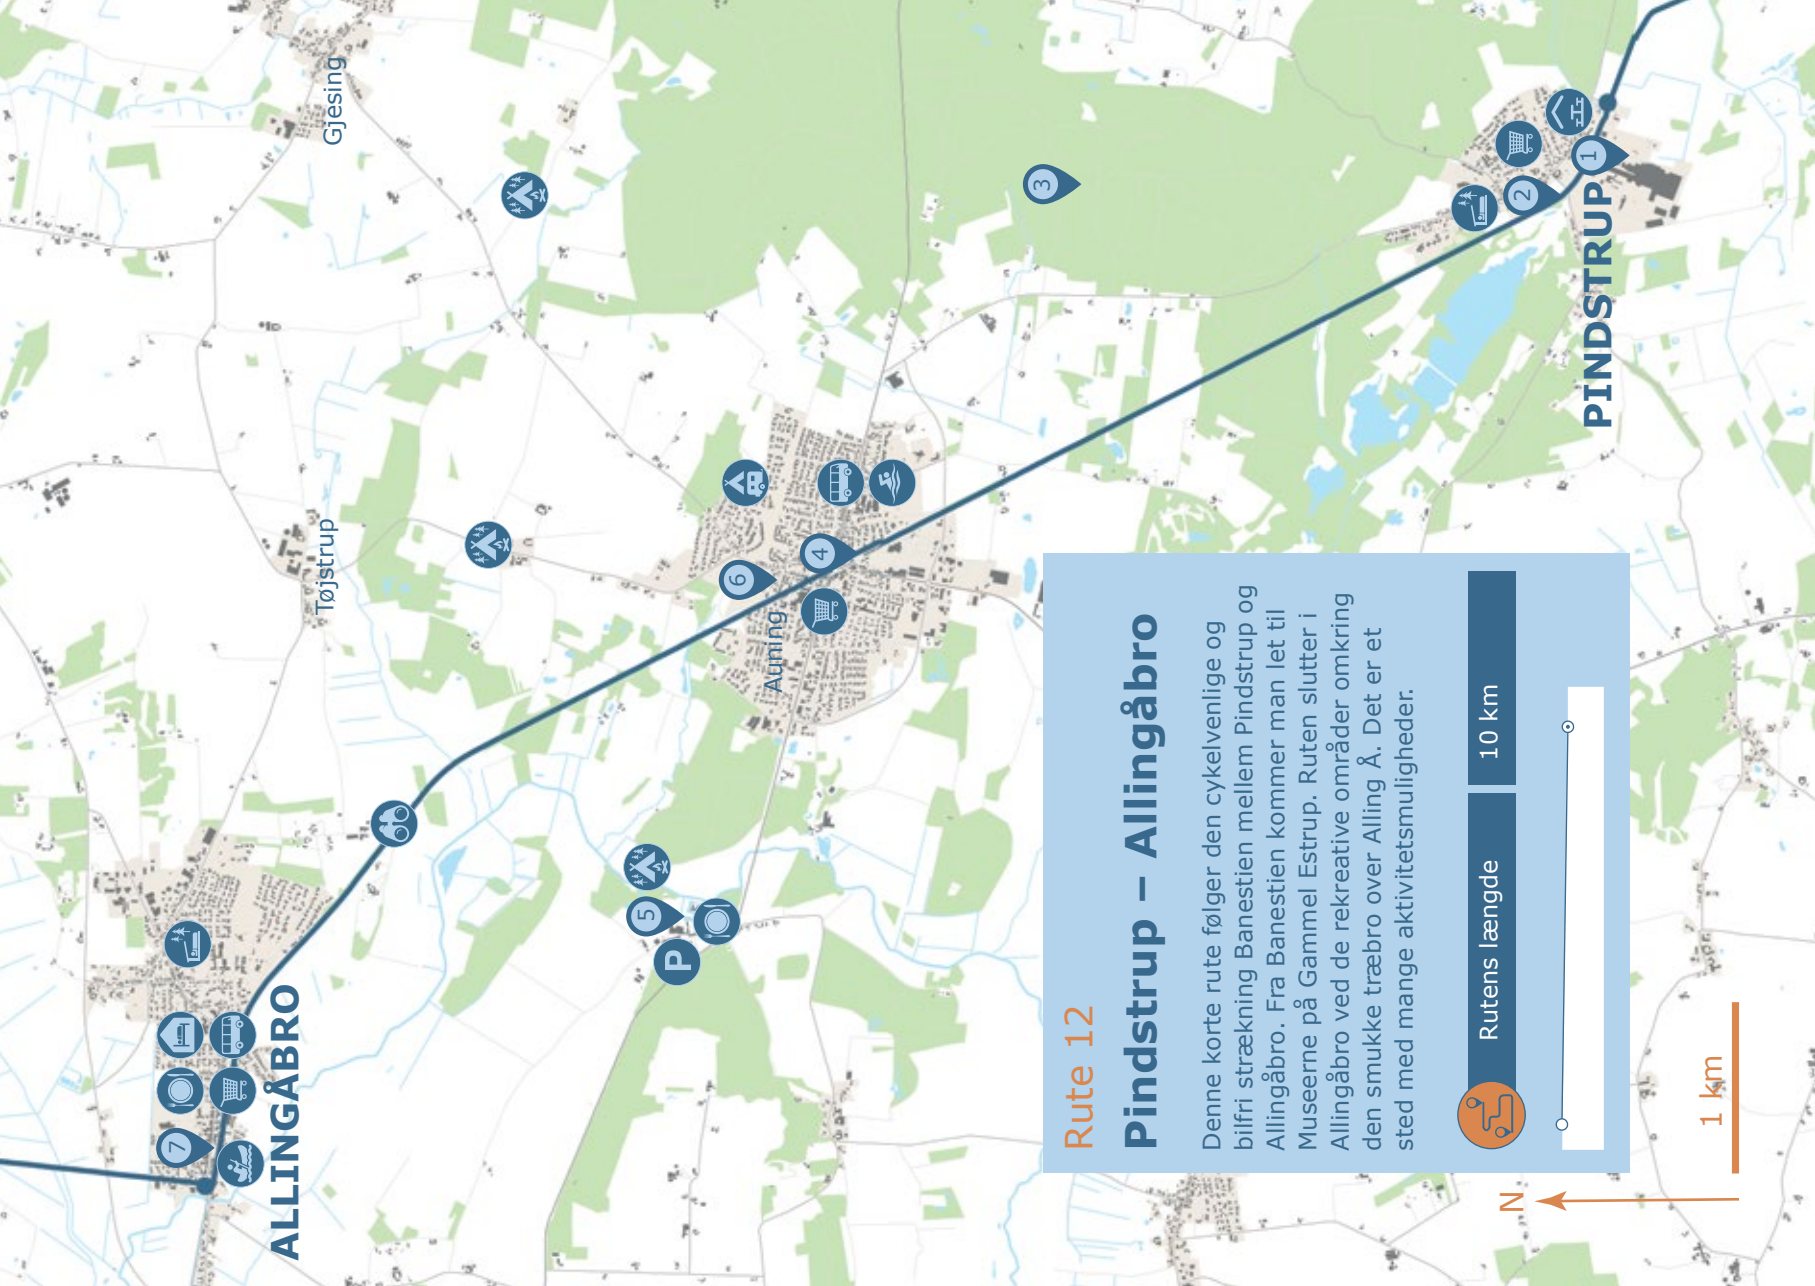 Gjesing
Tøjstrup
Auning
ALLINGÅBRO
PINDSTRUP
1
2
3
4
5
6
7
P
Rute 12
Pindstrup – Allingåbro
Denne korte rute følger den cykelvenlige og
bilfri strækning Banestien mellem Pindstrup og
Allingåbro. Fra Banestien kommer man let til
Museerne på Gammel Estrup. Ruten slutter i
Allingåbro ved de rekreative områder omkring
den smukke træbro over Alling Å. Det er et
sted med mange aktivitetsmuligheder.
Rutens længde
10 km
N
1 km